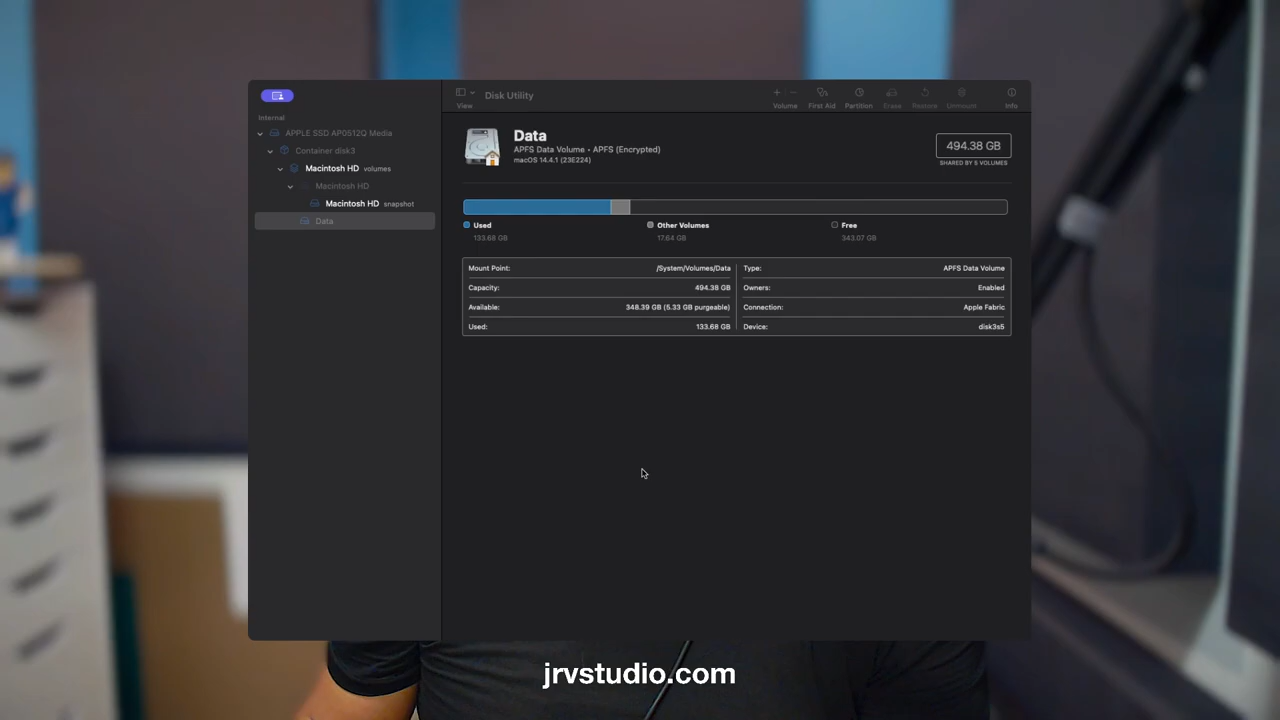 Internal
APPLE SSD AP0512Q Media
Container disk3
Macintosh HD volumes
Macintosh HD
Macintosh HD snapshot
Data
View
Disk Utility
Volume
First Aid
Partition
Erase
Restore
Unmount
Info
Data
APFS Data Volume • APFS (Encrypted)
macOS 14.4.1 (23E224)
494.38 GB
SHARED BY 5 VOLUMES
Used
133.68 GB
Other Volumes
17.64 GB
Free
343.07 GB
Mount Point: /System/Volumes/Data
Capacity: 494.38 GB
Available: 348.39 GB (5.33 GB purgeable)
Used: 133.68 GB
Type: APFS Data Volume
Owners: Enabled
Connection: Apple Fabric
Device: disk3s5
jrvstudio.com